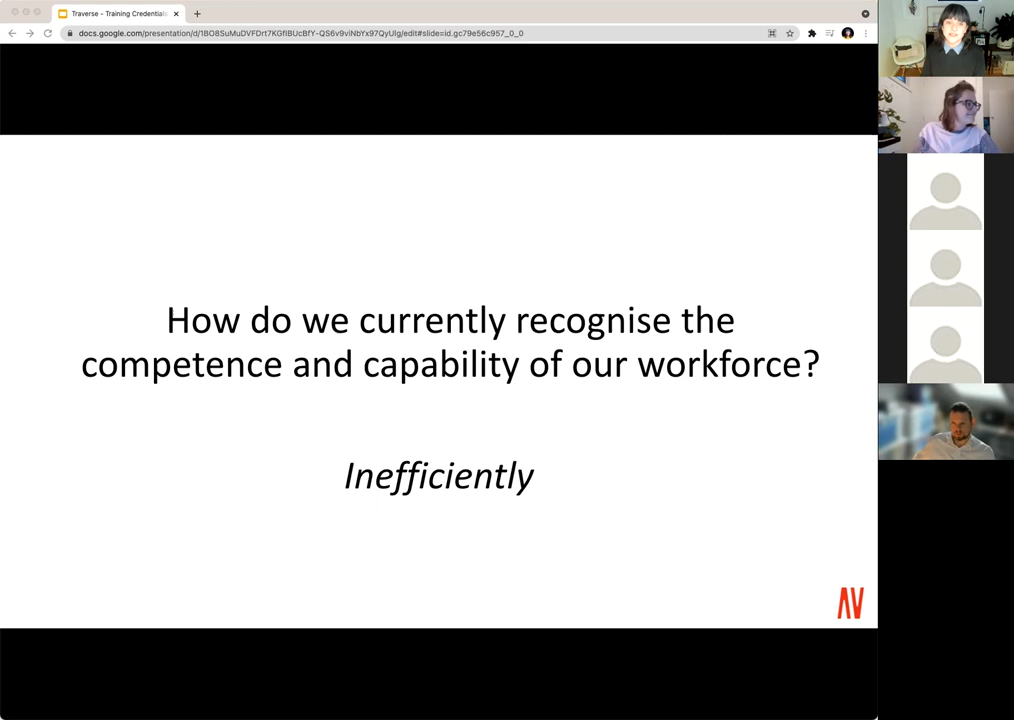 Traverse - Training Credentials
docs.google.com/presentation/d/1BO8SuMuDVFDrt7KGfIBUcBfY-QS6v9viNbYx97QyUlg/edit#slide=id.gc79e56c957_0_0
How do we currently recognise the
competence and capability of our workforce?
Inefficiently
AV